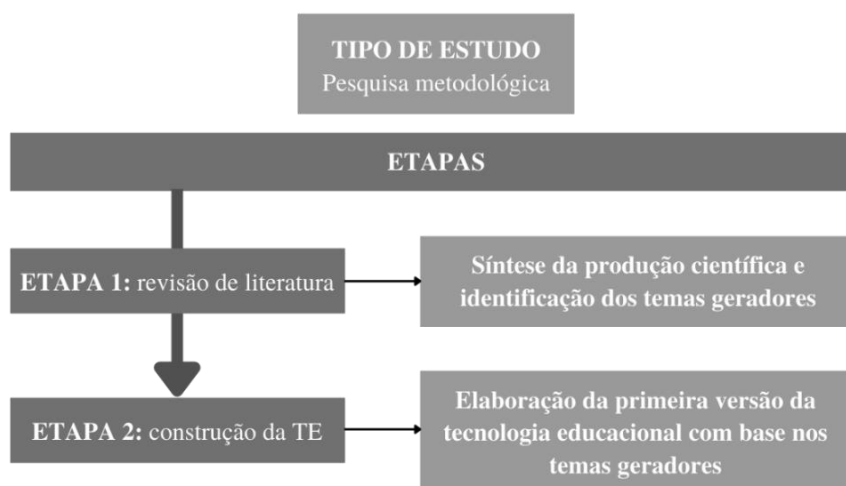 TIPO DE ESTUDO
Pesquisa metodológica
ETAPAS
ETAPA 1: revisão de literatura
Síntese da produção científica e
identificação dos temas geradores
ETAPA 2: construção da TE
Elaboração da primeira versão da
tecnologia educacional com base nos
temas geradores